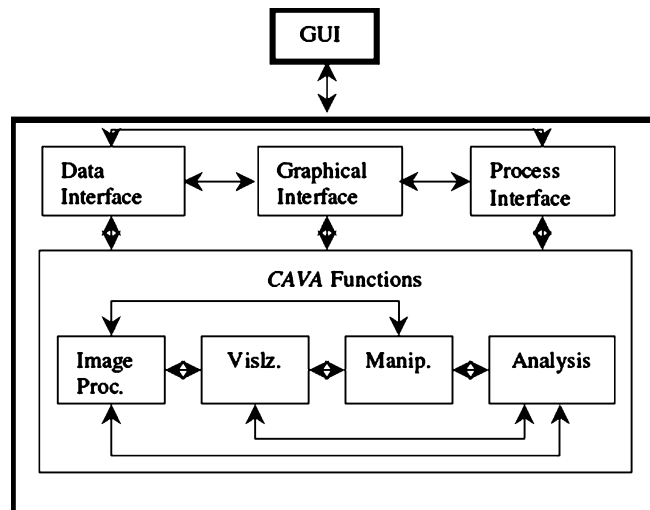 GUI
Data
Interface
Graphical
Interface
Process
Interface
CAVA Functions
Image
Proc.
Vislz.
Manip.
Analysis